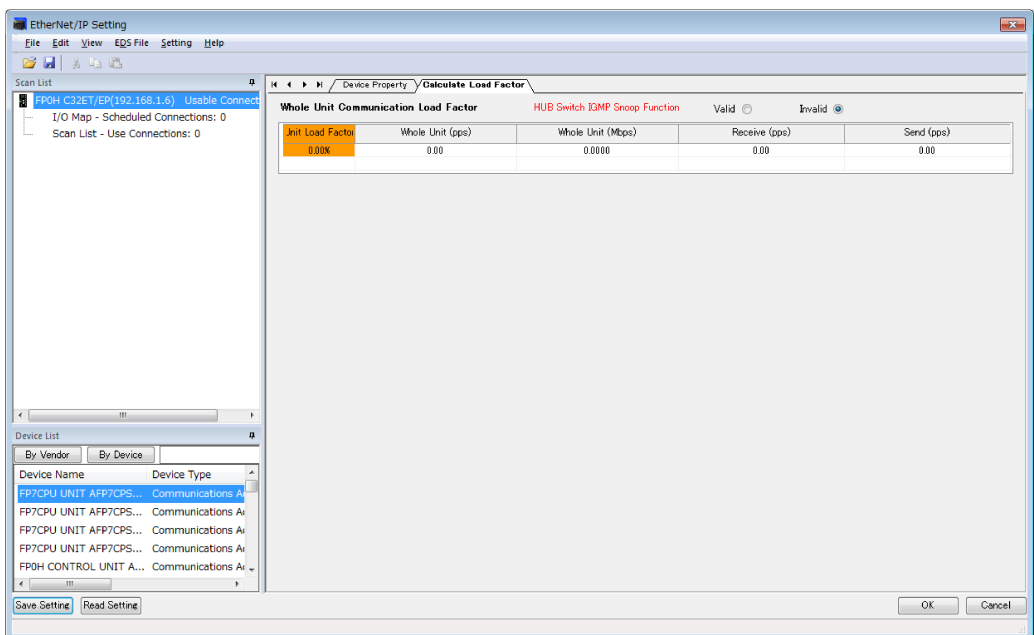 EtherNet/IP Setting
File Edit View EDS File Setting Help
Scan List
FP0H C32ET/EP(192.168.1.6) Usable Connect
I/O Map - Scheduled Connections: 0
Scan List - Use Connections: 0
Device Property Calculate Load Factor
Whole Unit Communication Load Factor HUB Switch IGMP Snoop Function Valid Invalid
Unit Load Factor Whole Unit (pps) Whole Unit (Mbps) Receive (pps) Send (pps)
0.00% 0.00 0.0000 0.00 0.00
Device List
By Vendor By Device
Device Name Device Type
FP7CPU UNIT AFP7CPS... Communications A
FP7CPU UNIT AFP7CPS... Communications A
FP7CPU UNIT AFP7CPS... Communications A
FP7CPU UNIT AFP7CPS... Communications A
FP0H CONTROL UNIT A... Communications A
Save Setting Read Setting OK Cancel